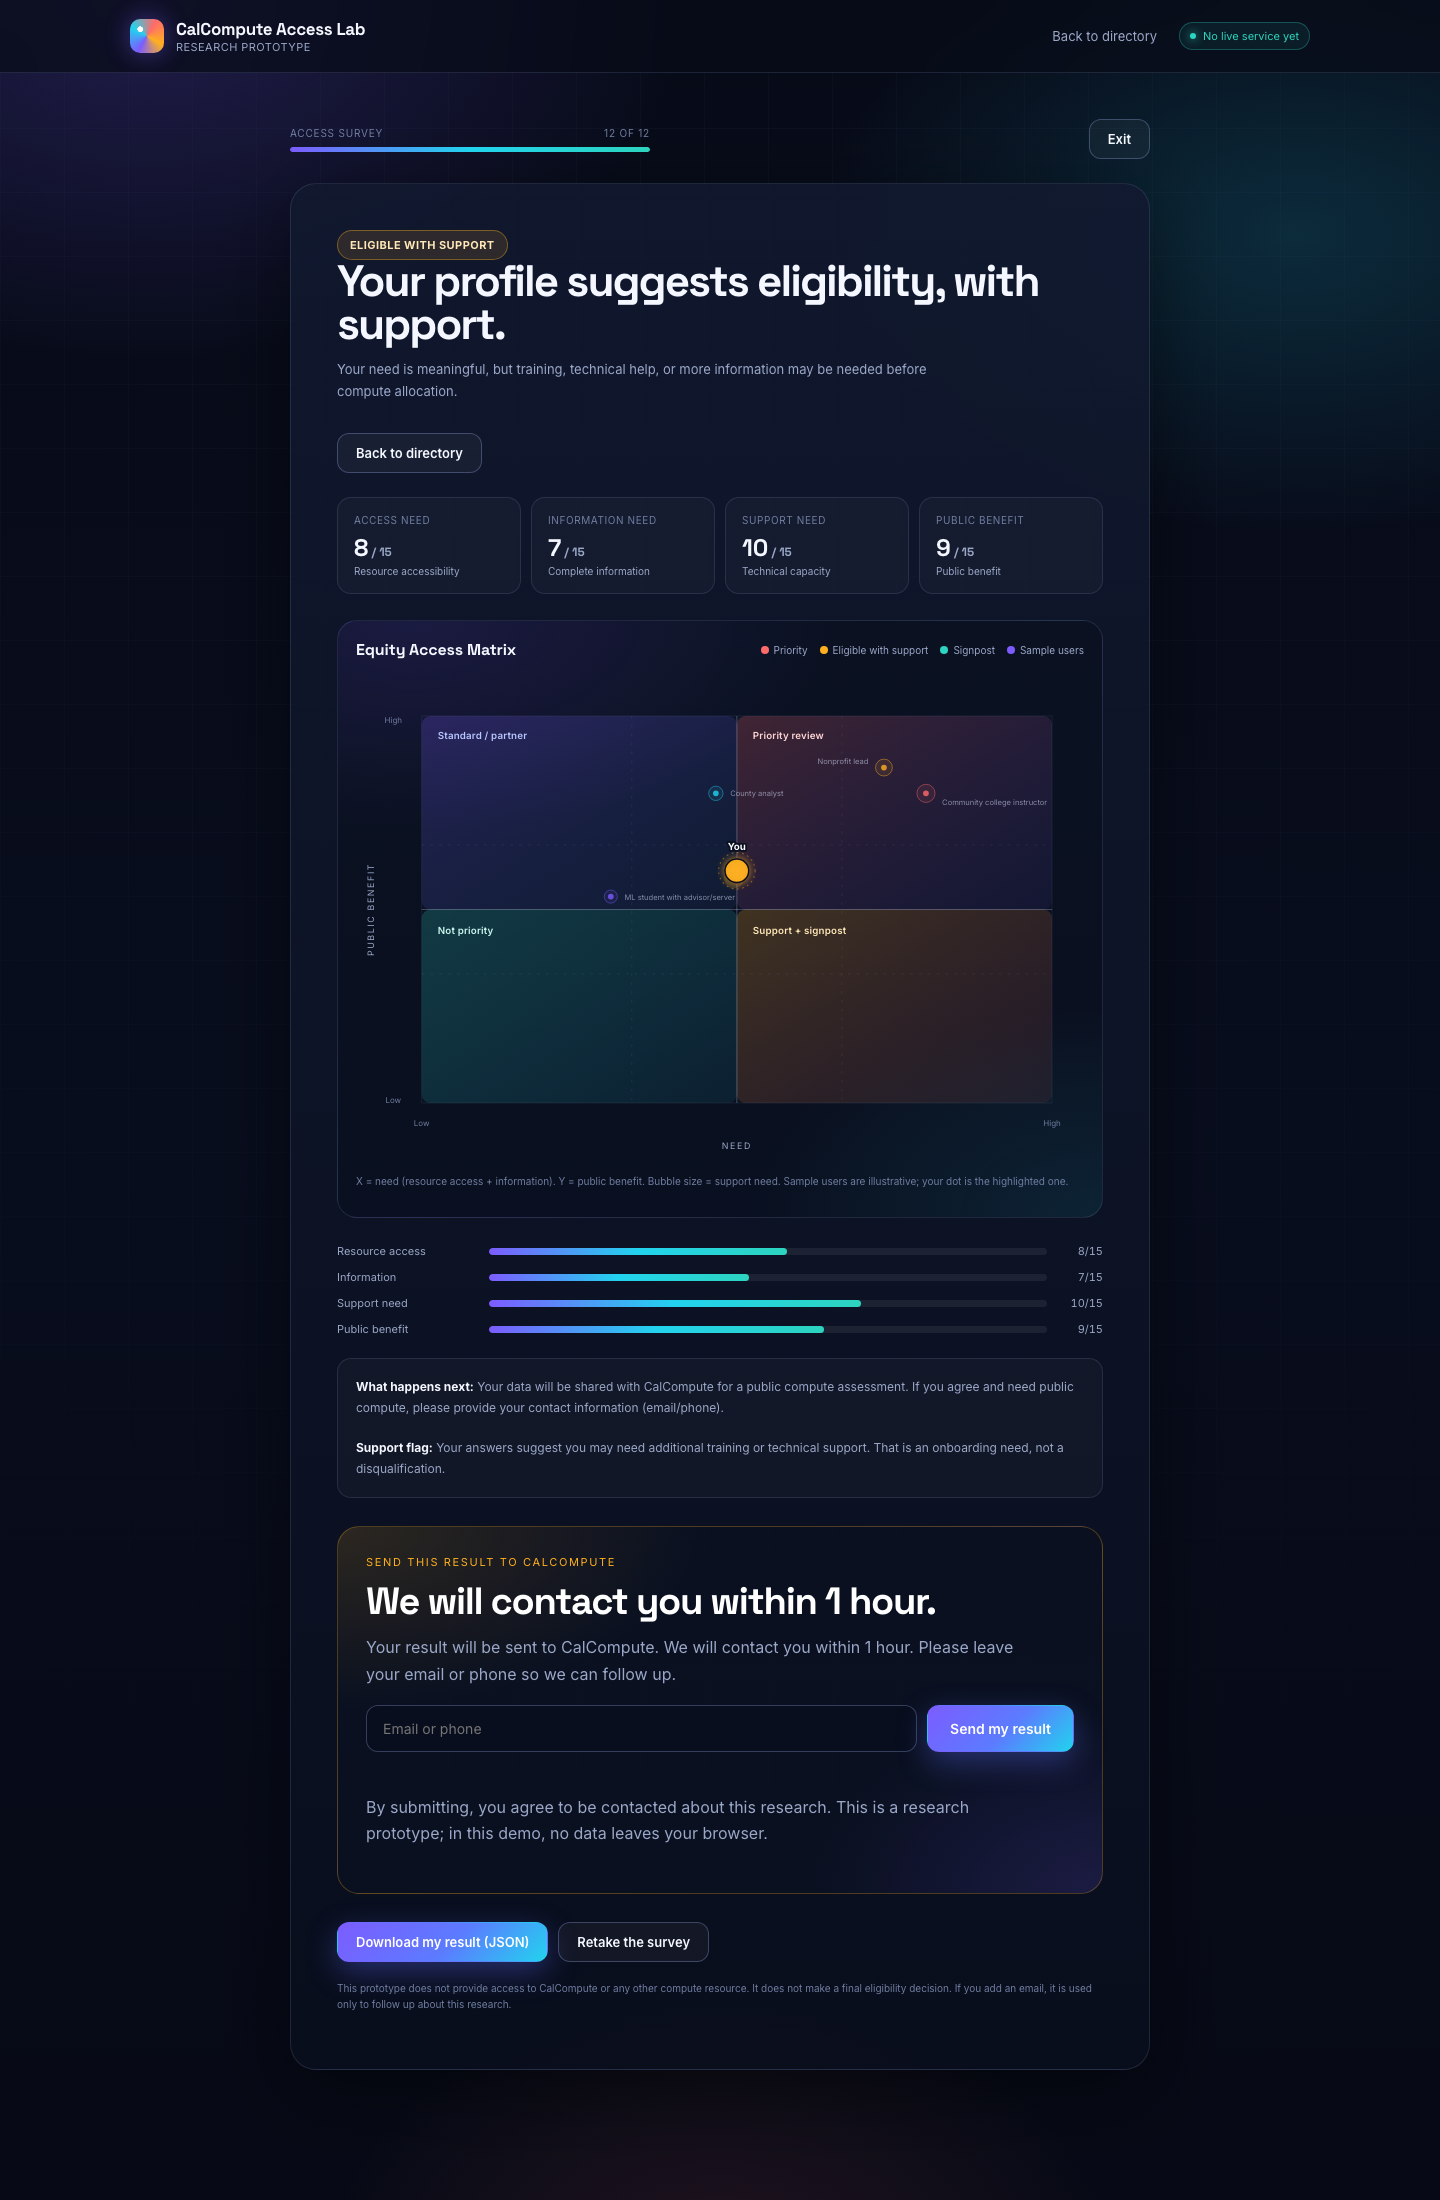 CalCompute Access Lab
RESEARCH PROTOTYPE
Back to directory
No live service yet
ACCESS SURVEY
12 OF 12
Exit
ELIGIBLE WITH SUPPORT
Your profile suggests eligibility, with
support.
Your need is meaningful, but training, technical help, or more information may be needed before
compute allocation.
Back to directory
ACCESS NEED
8 / 15
Resource accessibility
INFORMATION NEED
7 / 15
Complete information
SUPPORT NEED
10 / 15
Technical capacity
PUBLIC BENEFIT
9 / 15
Public benefit
Equity Access Matrix
Priority
Eligible with support
Signpost
Sample users
High
Standard / partner
Priority review
Nonprofit lead
County analyst
Community college instructor
You
ML student with advisor/server
PUBLIC BENEFIT
Not priority
Support + signpost
Low
Low
High
NEED
X = need (resource access + information). Y = public benefit. Bubble size = support need. Sample users are illustrative; your dot is the highlighted one.
Resource access
8/15
Information
7/15
Support need
10/15
Public benefit
9/15
What happens next: Your data will be shared with CalCompute for a public compute assessment. If you agree and need public
compute, please provide your contact information (email/phone).
Support flag: Your answers suggest you may need additional training or technical support. That is an onboarding need, not a
disqualification.
SEND THIS RESULT TO CALCOMPUTE
We will contact you within 1 hour.
Your result will be sent to CalCompute. We will contact you within 1 hour. Please leave
your email or phone so we can follow up.
Email or phone
Send my result
By submitting, you agree to be contacted about this research. This is a research
prototype; in this demo, no data leaves your browser.
Download my result (JSON)
Retake the survey
This prototype does not provide access to CalCompute or any other compute resource. It does not make a final eligibility decision. If you add an email, it is used
only to follow up about this research.